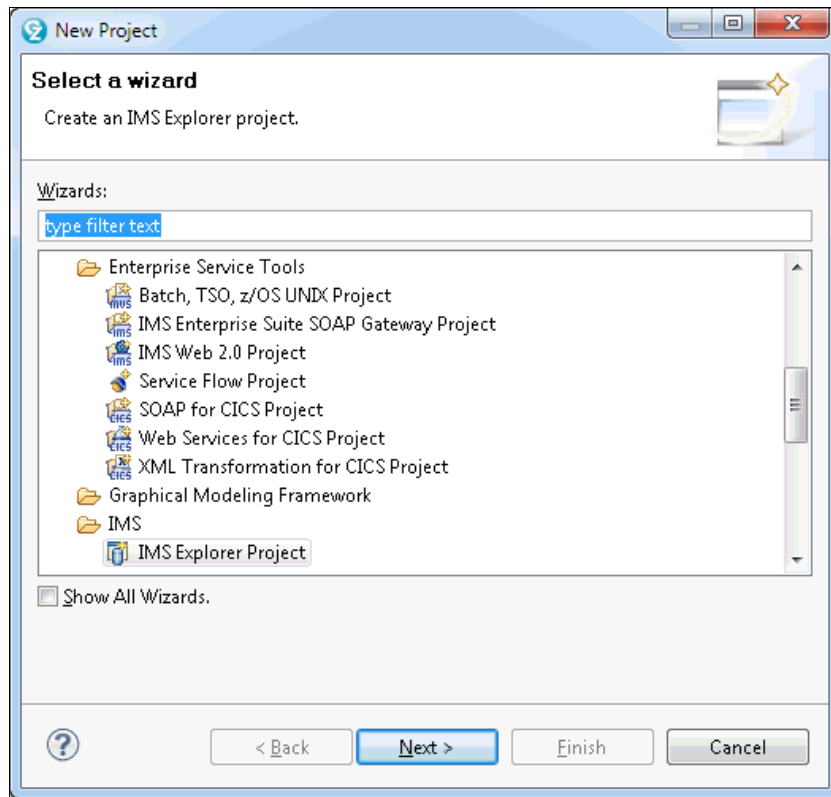 New Project
Select a wizard
Create an IMS Explorer project.
Wizards:
type filter text
Enterprise Service Tools
Batch, TSO, z/OS UNIX Project
IMS Enterprise Suite SOAP Gateway Project
IMS Web 2.0 Project
Service Flow Project
SOAP for CICS Project
Web Services for CICS Project
XML Transformation for CICS Project
Graphical Modeling Framework
IMS
IMS Explorer Project
Show All Wizards.
? < Back Next > Finish Cancel